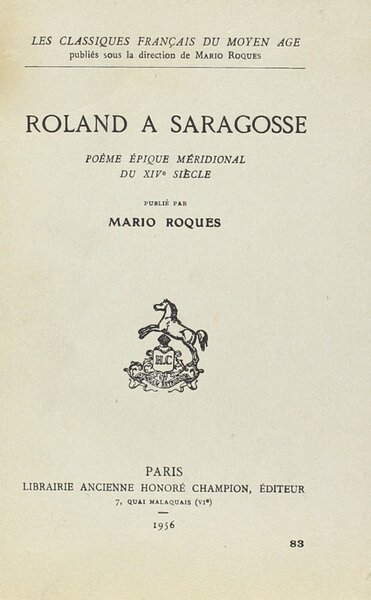 LES CLASSIQUES FRANÇAIS DU MOYEN AGE
publiés sous la direction de MARIO ROQUES
ROLAND A SARAGOSSE
POÈME ÉPIQUE MÉRIDIONAL
DU XIVe SIÈCLE
PUBLIÉ PAR
MARIO ROQUES
H.C
PARIS
LIBRAIRIE ANCIENNE HONORÉ CHAMPION, ÉDITEUR
7, QUAI MALAQUAIS (VIe)
1956
83